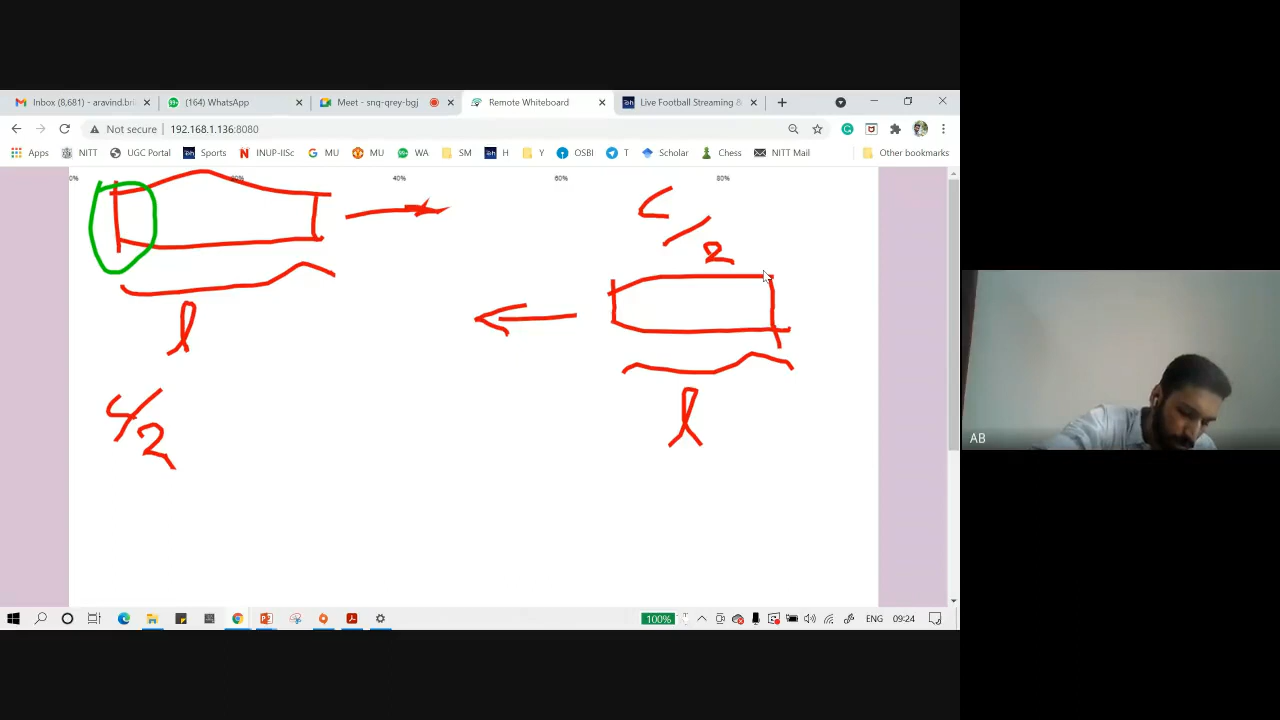 Inbox (8,681) - aravind.bri
(164) WhatsApp
Meet - snq-qrey-bgj
Remote Whiteboard
Live Football Streaming &
Not secure
192.168.1.136:8080
Apps
NITT
UGC Portal
Sports
INUP-IISc
MU
MU
WA
SM
H
Y
OSBI
T
Scholar
Chess
NITT Mail
Other bookmarks
0%
20%
40%
60%
80%
c/2
l
l
c/2
AB
100%
ENG
09:24